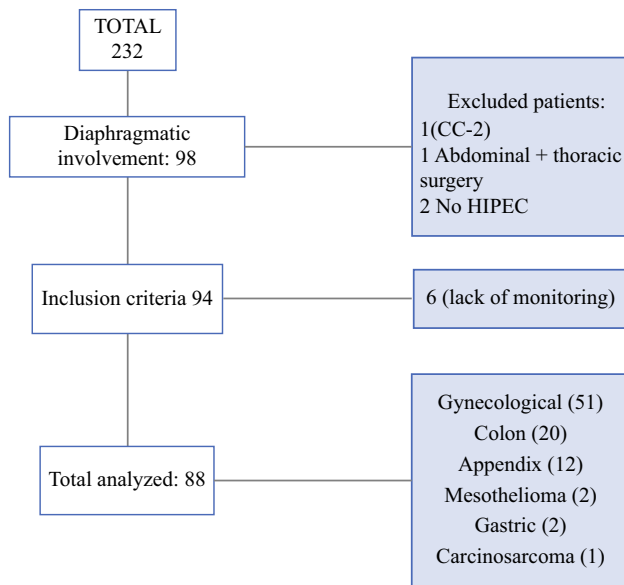 TOTAL
232
Diaphragmatic
involvement: 98
Excluded patients:
1(CC-2)
1 Abdominal + thoracic
surgery
2 No HIPEC
Inclusion criteria 94
6 (lack of monitoring)
Total analyzed: 88
Gynecological (51)
Colon (20)
Appendix (12)
Mesothelioma (2)
Gastric (2)
Carcinosarcoma (1)